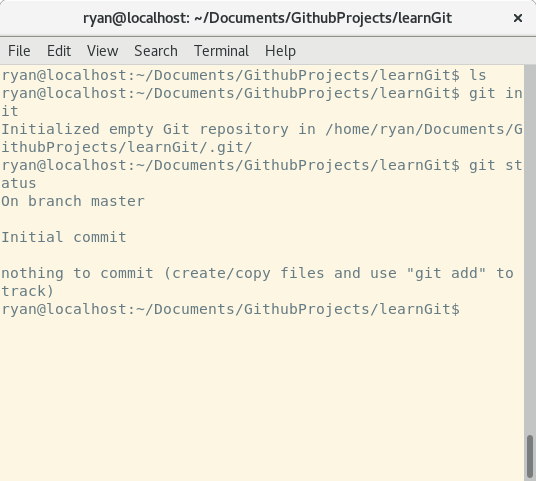 ryan@localhost: ~/Documents/GithubProjects/learnGit ×
File Edit View Search Terminal Help
ryan@localhost:~/Documents/GithubProjects/learnGit$ ls
ryan@localhost:~/Documents/GithubProjects/learnGit$ git in
it
Initialized empty Git repository in /home/ryan/Documents/G
ithubProjects/learnGit/.git/
ryan@localhost:~/Documents/GithubProjects/learnGit$ git st
atus
On branch master
Initial commit
nothing to commit (create/copy files and use "git add" to
track)
ryan@localhost:~/Documents/GithubProjects/learnGit$